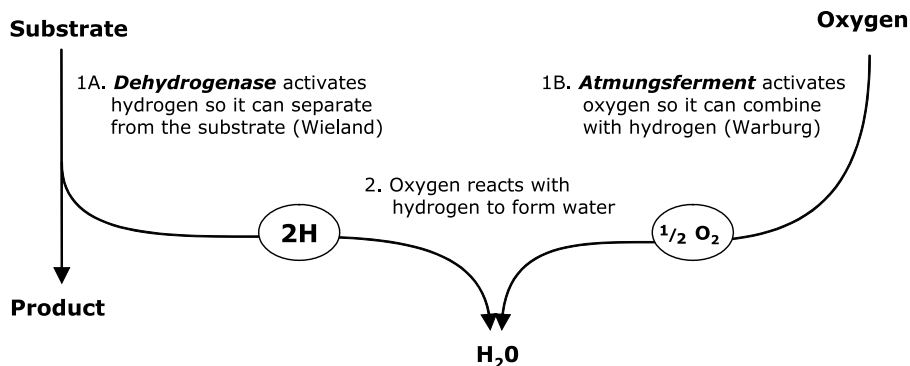 Substrate
Oxygen
1A. Dehydrogenase activates
hydrogen so it can separate
from the substrate (Wieland)
1B. Atmungsferment activates
oxygen so it can combine
with hydrogen (Warburg)
2. Oxygen reacts with
hydrogen to form water
2H
1/2 O2
Product
H20